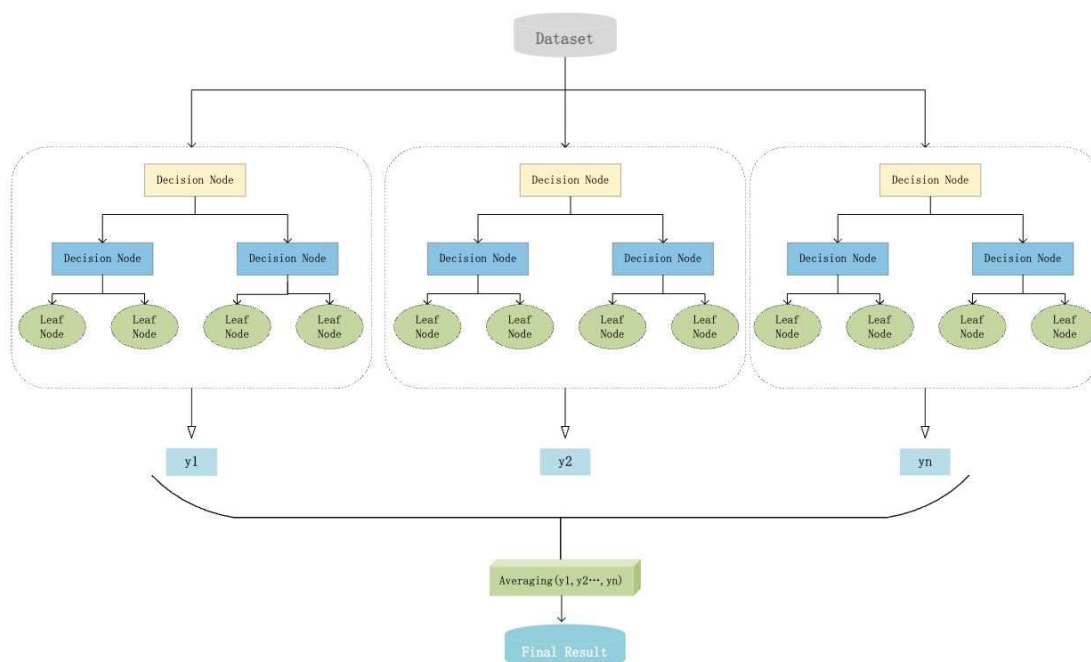 Dataset
Decision Node
Decision Node
Decision Node
Decision Node
Decision Node
Decision Node
Decision Node
Decision Node
Decision Node
Leaf
Node
Leaf
Node
Leaf
Node
Leaf
Node
Leaf
Node
Leaf
Node
Leaf
Node
Leaf
Node
Leaf
Node
Leaf
Node
Leaf
Node
Leaf
Node
y1
y2
yn
Averaging(y1,y2⋯,yn)
Final Result